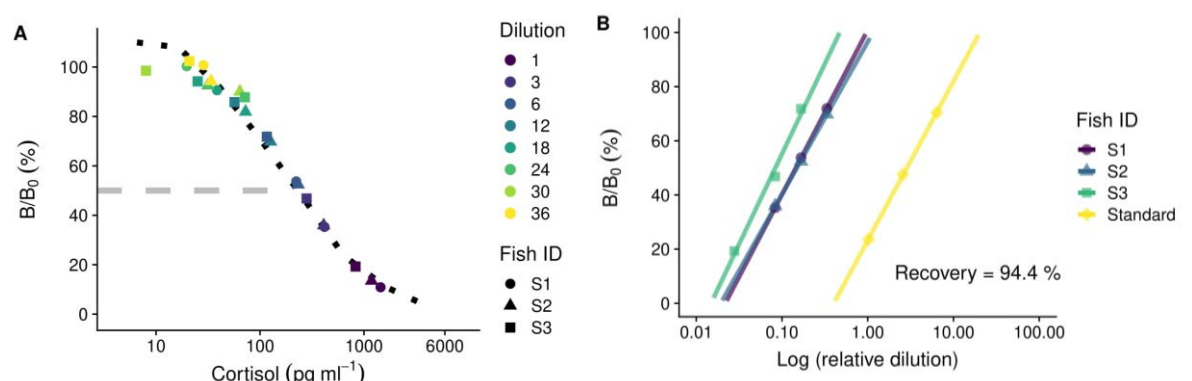 A
B/B0 (%)
100
80
60
40
20
0
10
100
1000
6000
Cortisol (pg ml−1)
Dilution
1
3
6
12
18
24
30
36
Fish ID
S1
S2
S3
B
B/B0 (%)
100
80
60
40
20
0
0.01
0.10
1.00
10.00
100.00
Log (relative dilution)
Recovery = 94.4 %
Fish ID
S1
S2
S3
Standard